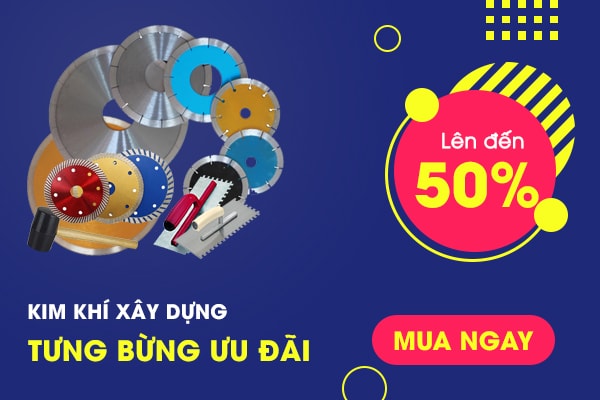 Lên đến
50%
KIM KHÍ XÂY DỰNG
TƯNG BỪNG ƯU ĐÃI
MUA NGAY